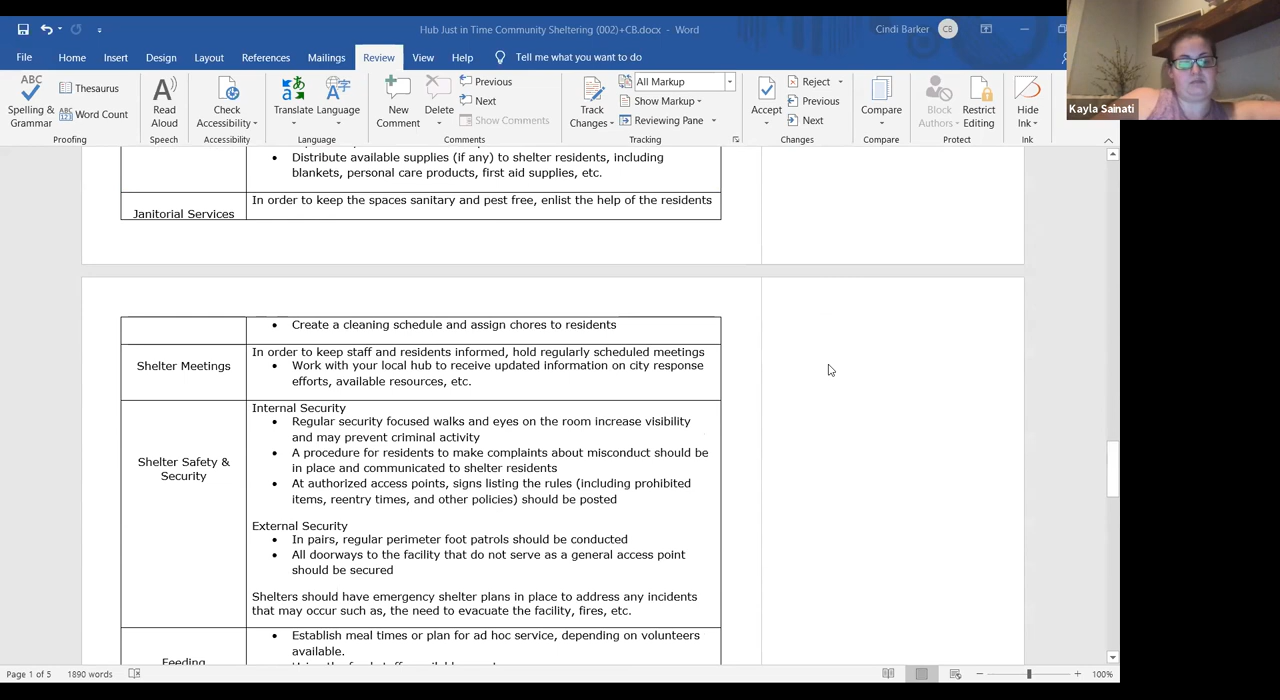 Hub Just in Time Community Sheltering (002)+CB.docx - Word
Cindi Barker
CB
File
Home
Insert
Design
Layout
References
Mailings
Review
View
Help
Tell me what you want to do
Kayla Sainati
ABC
Spelling &
Grammar
Thesaurus
ABC
123
Word Count
Proofing
Read
Aloud
Speech
Check
Accessibility
Accessibility
Translate
Language
Language
New
Comment
Delete
Previous
Next
Show Comments
Comments
Track
Changes
All Markup
Show Markup
Reviewing Pane
Tracking
Accept
Reject
Previous
Next
Changes
Compare
Compare
Block
Authors
Restrict
Editing
Protect
Hide
Ink
Ink
• Distribute available supplies (if any) to shelter residents, including
blankets, personal care products, first aid supplies, etc.
Janitorial Services
In order to keep the spaces sanitary and pest free, enlist the help of the residents
• Create a cleaning schedule and assign chores to residents
Shelter Meetings
In order to keep staff and residents informed, hold regularly scheduled meetings
• Work with your local hub to receive updated information on city response
efforts, available resources, etc.
Shelter Safety &
Security
Internal Security
• Regular security focused walks and eyes on the room increase visibility
and may prevent criminal activity
• A procedure for residents to make complaints about misconduct should be
in place and communicated to shelter residents
• At authorized access points, signs listing the rules (including prohibited
items, reentry times, and other policies) should be posted
External Security
• In pairs, regular perimeter foot patrols should be conducted
• All doorways to the facility that do not serve as a general access point
should be secured
Shelters should have emergency shelter plans in place to address any incidents
that may occur such as, the need to evacuate the facility, fires, etc.
Feeding
• Establish meal times or plan for ad hoc service, depending on volunteers
available.
Page 1 of 5
1890 words
100%